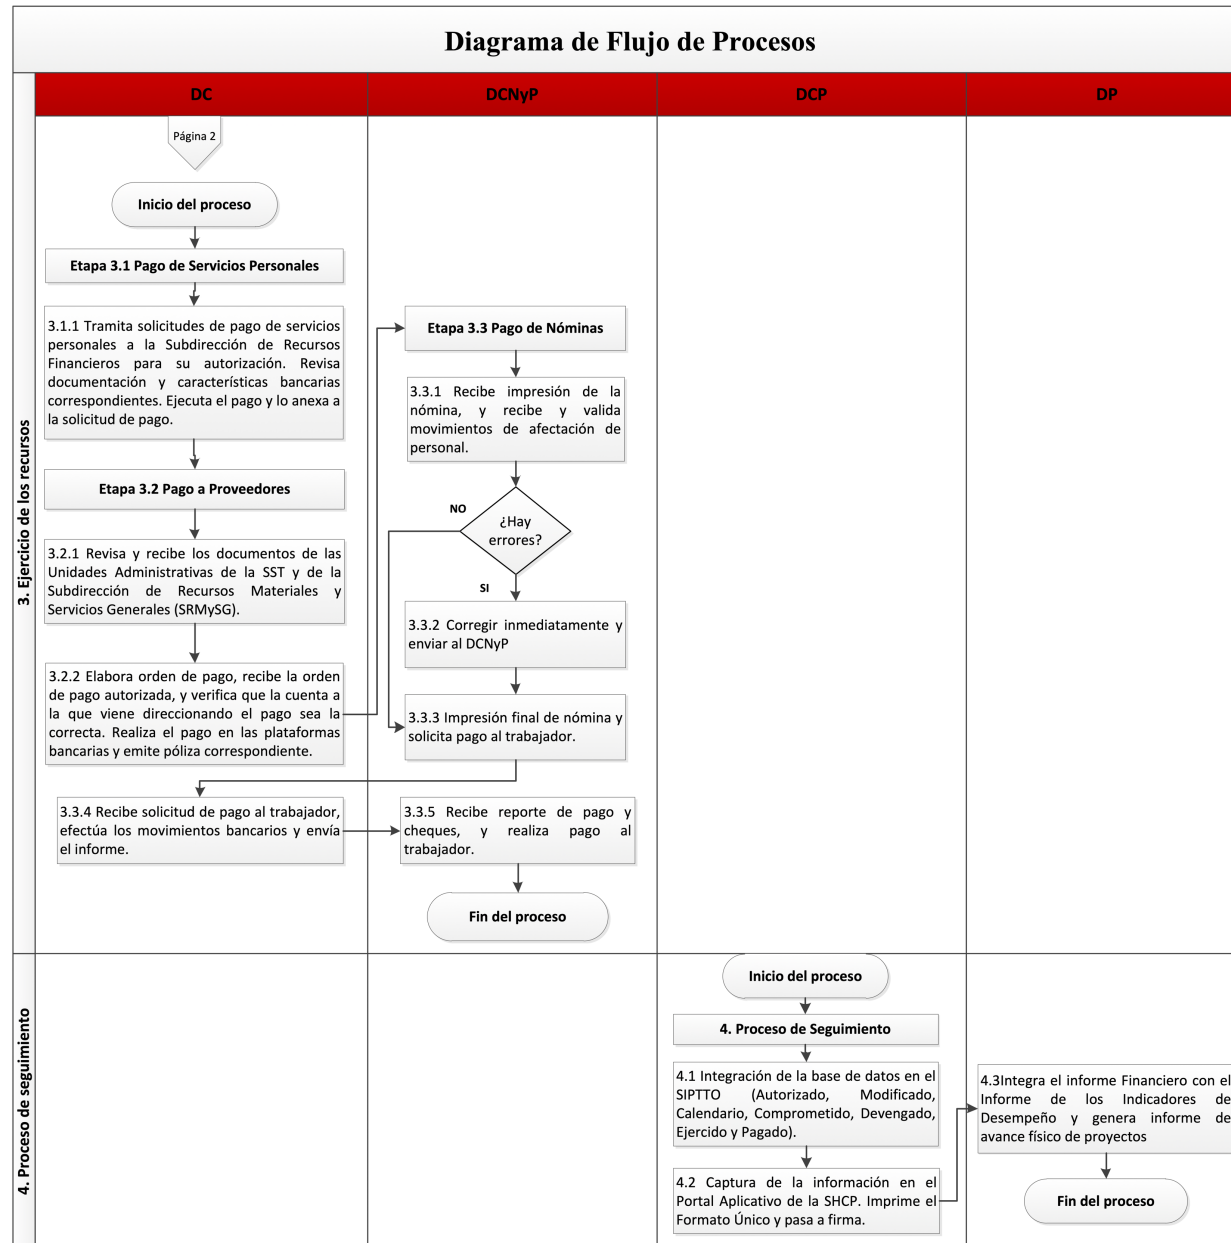 Diagrama de Flujo de Procesos
DC
DCNyP
DCP
DP
3. Ejercicio de los recursos
Página 2
Inicio del proceso
Etapa 3.1 Pago de Servicios Personales
3.1.1 Tramita solicitudes de pago de servicios
personales a la Subdirección de Recursos
Financieros para su autorización. Revisa
documentación y características bancarias
correspondientes. Ejecuta el pago y lo anexa a
la solicitud de pago.
Etapa 3.2 Pago a Proveedores
3.2.1 Revisa y recibe los documentos de las
Unidades Administrativas de la SST y de la
Subdirección de Recursos Materiales y
Servicios Generales (SRMySG).
3.2.2 Elabora orden de pago, recibe la orden
de pago autorizada, y verifica que la cuenta a
la que viene direccionando el pago sea la
correcta. Realiza el pago en las plataformas
bancarias y emite póliza correspondiente.
Etapa 3.3 Pago de Nóminas
3.3.1 Recibe impresión de la
nómina, y recibe y valida
movimientos de afectación de
personal.
¿Hay
errores?
NO
SI
3.3.2 Corregir inmediatamente y
enviar al DCNyP
3.3.3 Impresión final de nómina y
solicita pago al trabajador.
3.3.4 Recibe solicitud de pago al trabajador,
efectúa los movimientos bancarios y envía
el informe.
3.3.5 Recibe reporte de pago y
cheques, y realiza pago al
trabajador.
Fin del proceso
4. Proceso de seguimiento
Inicio del proceso
4. Proceso de Seguimiento
4.1 Integración de la base de datos en el
SIPTTO (Autorizado, Modificado,
Calendario, Comprometido, Devengado,
Ejercido y Pagado).
4.2 Captura de la información en el
Portal Aplicativo de la SHCP. Imprime el
Formato Único y pasa a firma.
4.3Integra el informe Financiero con el
Informe de los Indicadores de
Desempeño y genera informe de
avance físico de proyectos
Fin del proceso